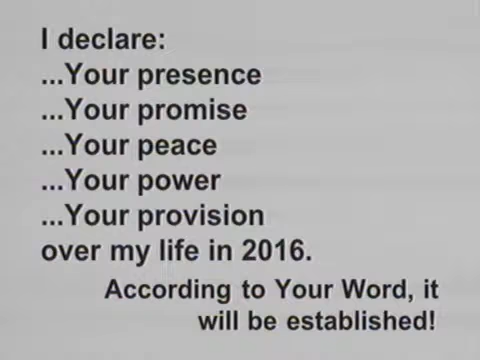 I declare:
...Your presence
...Your promise
...Your peace
...Your power
...Your provision
over my life in 2016.
According to Your Word, it
will be established!